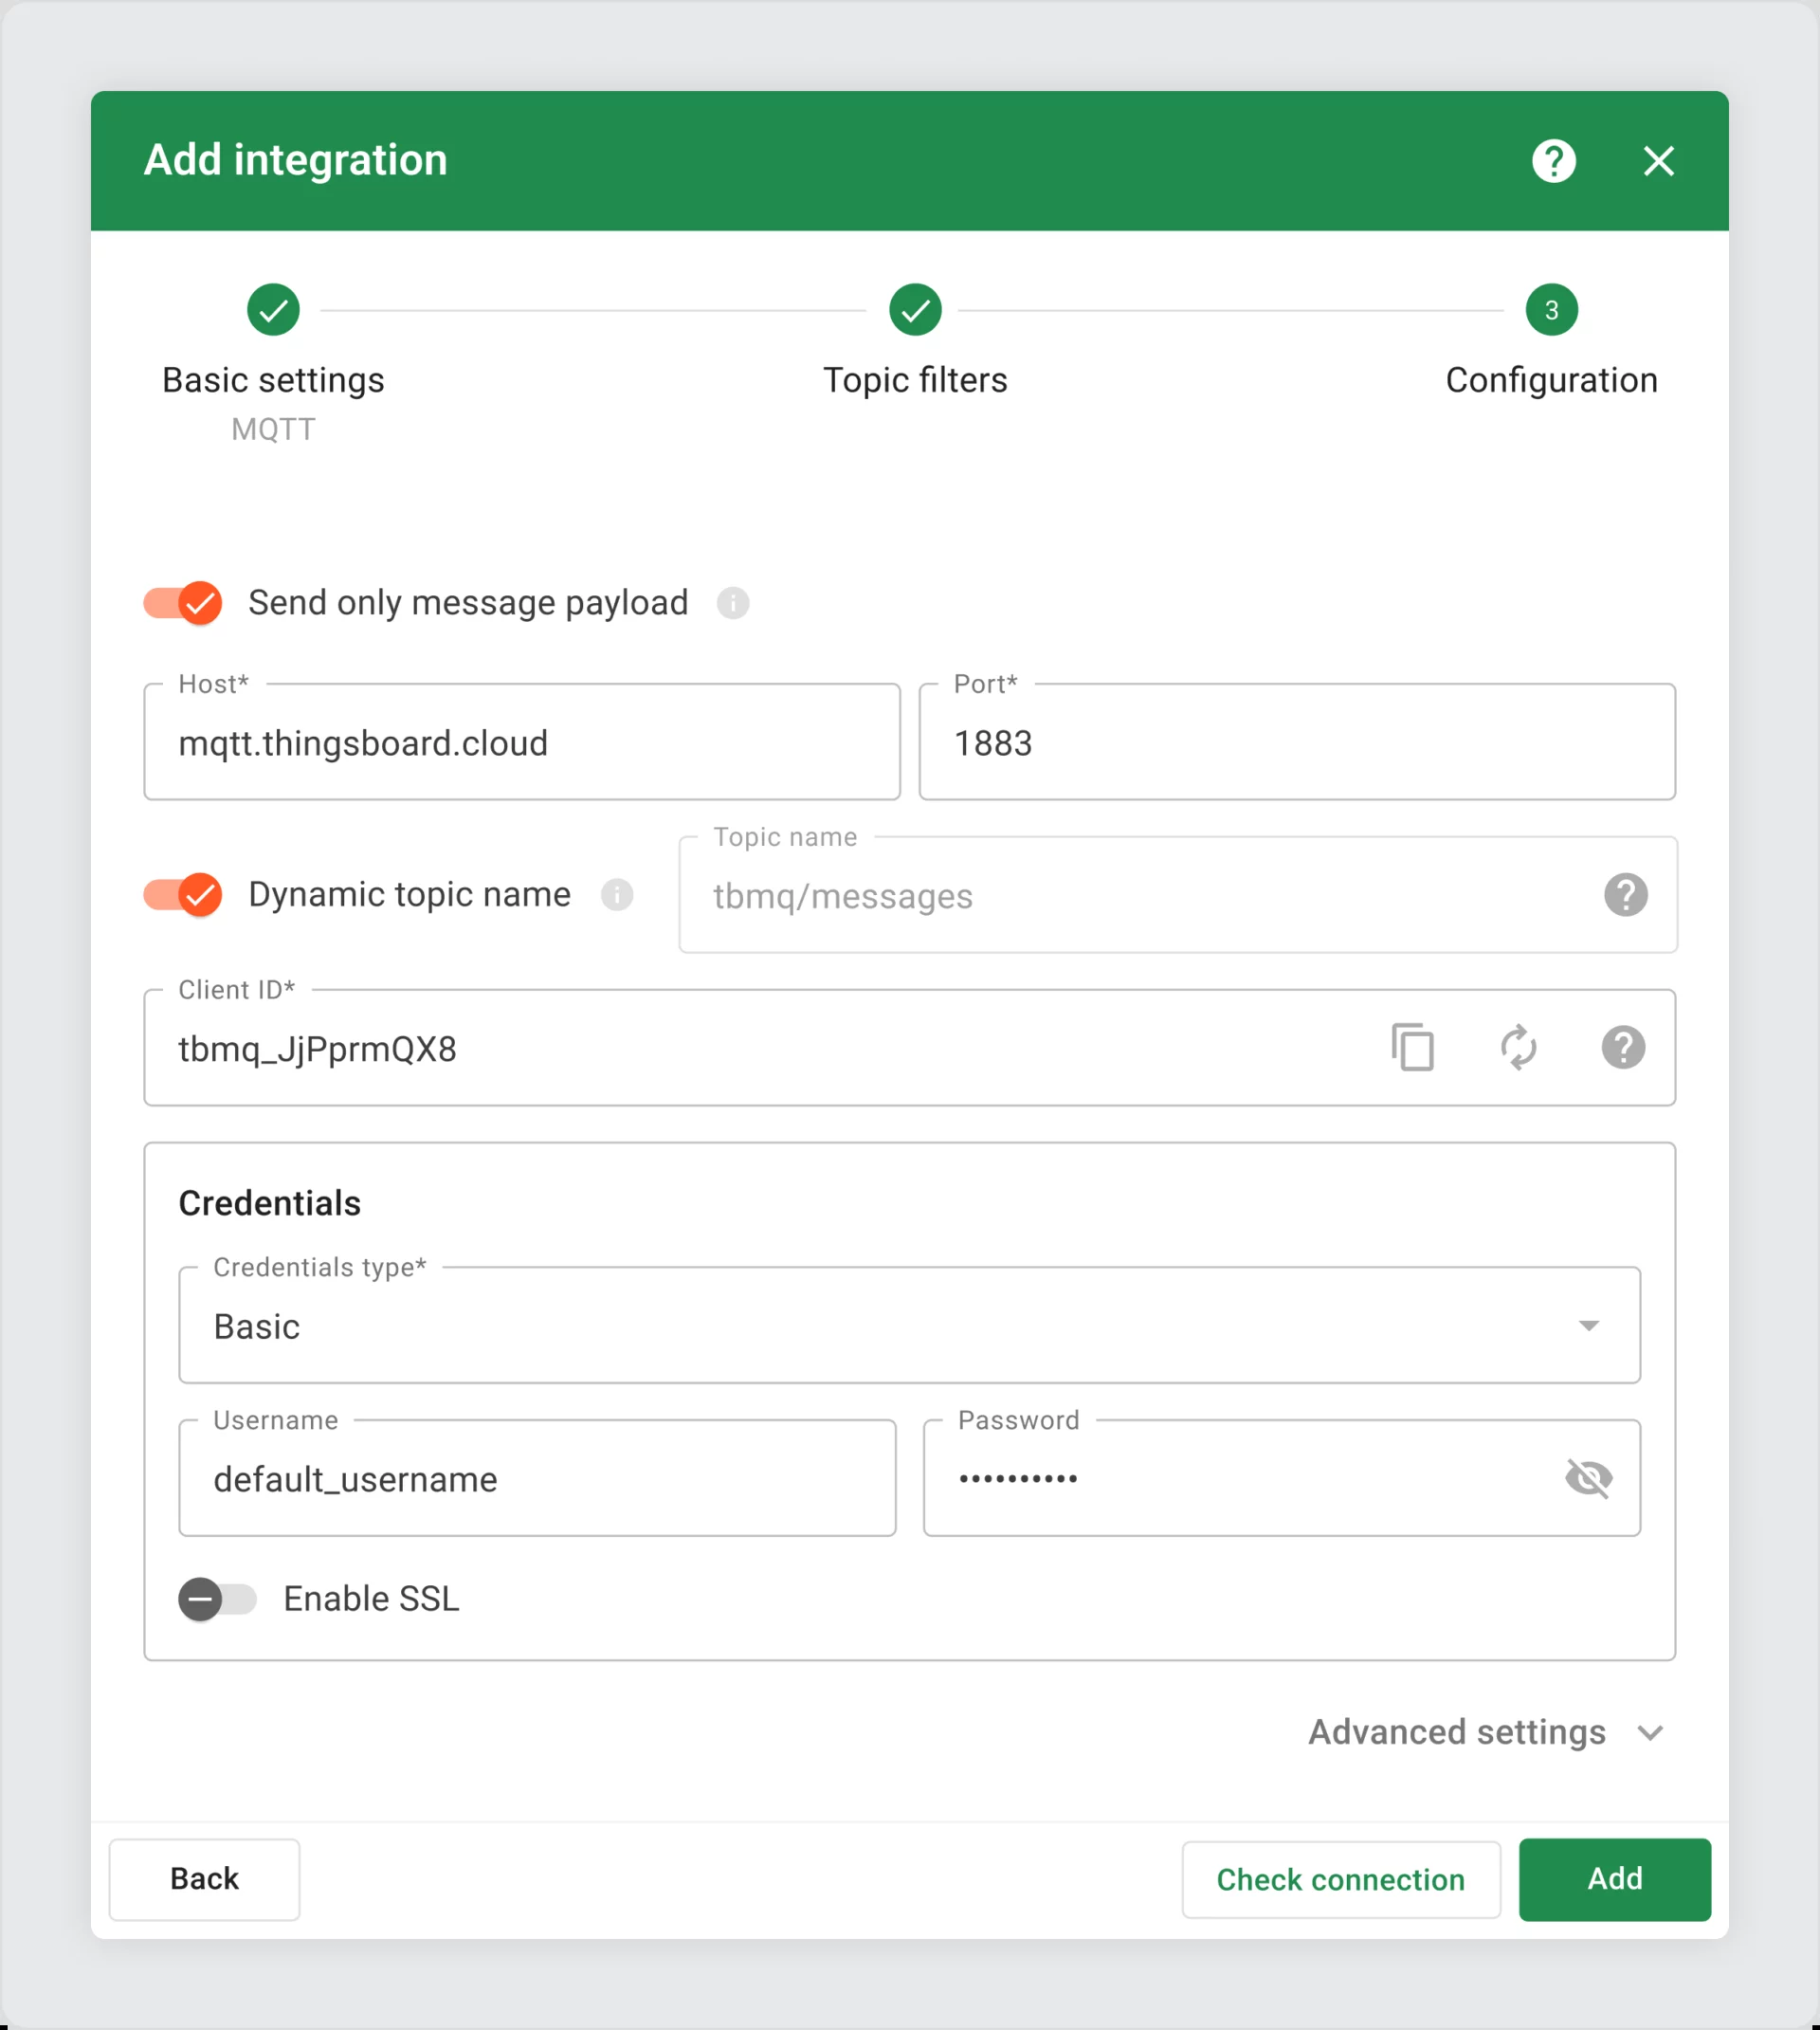 Add integration
3
Basic settings
Topic filters
Configuration
MQTT
Send only message payload
Host*
Port*
mqtt.thingsboard.cloud
1883
Topic name
Dynamic topic name
tbmq/messages
Client ID*
tbmq_JjPprmQX8
Credentials
Credentials type*
Basic
Username
Password
default_username
••••••••••
Enable SSL
Advanced settings
Back
Check connection
Add